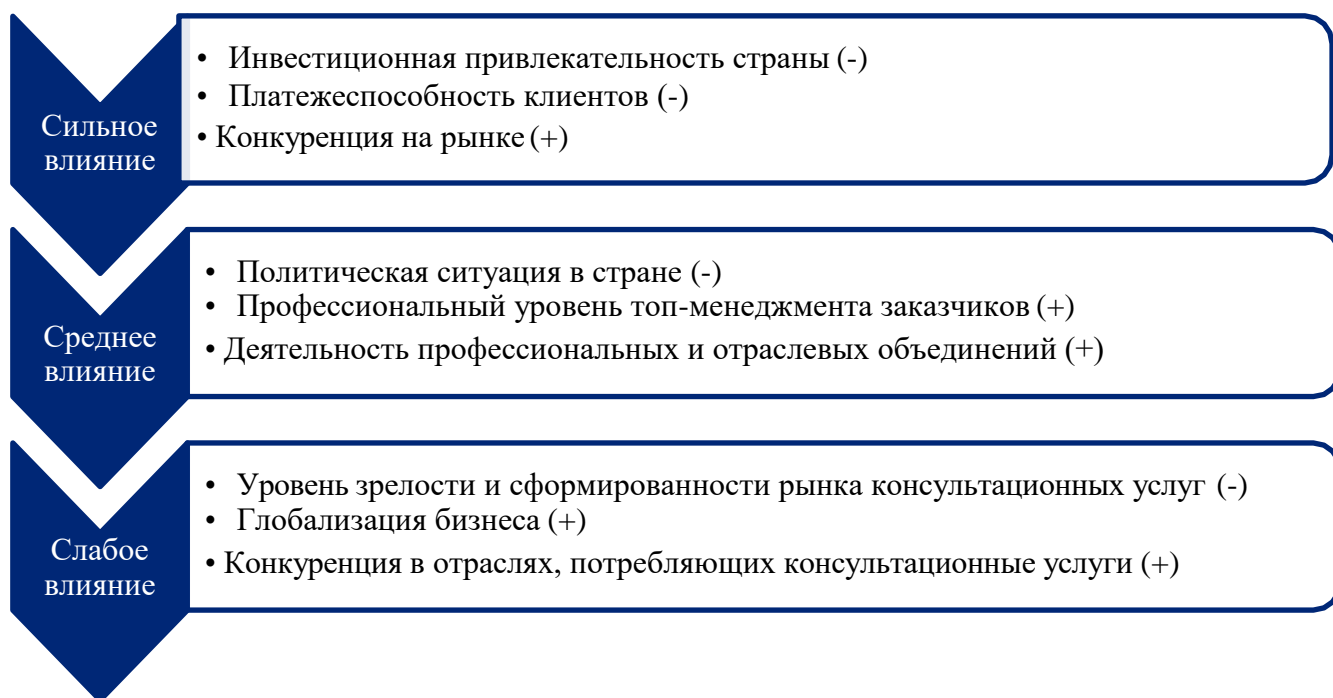 Сильное
влияние
• Инвестиционная привлекательность страны (-)
• Платежеспособность клиентов (-)
• Конкуренция на рынке (+)
Среднее
влияние
• Политическая ситуация в стране (-)
• Профессиональный уровень топ-менеджмента заказчиков (+)
• Деятельность профессиональных и отраслевых объединений (+)
Слабое
влияние
• Уровень зрелости и сформированности рынка консультационных услуг (-)
• Глобализация бизнеса (+)
• Конкуренция в отраслях, потребляющих консультационные услуги (+)